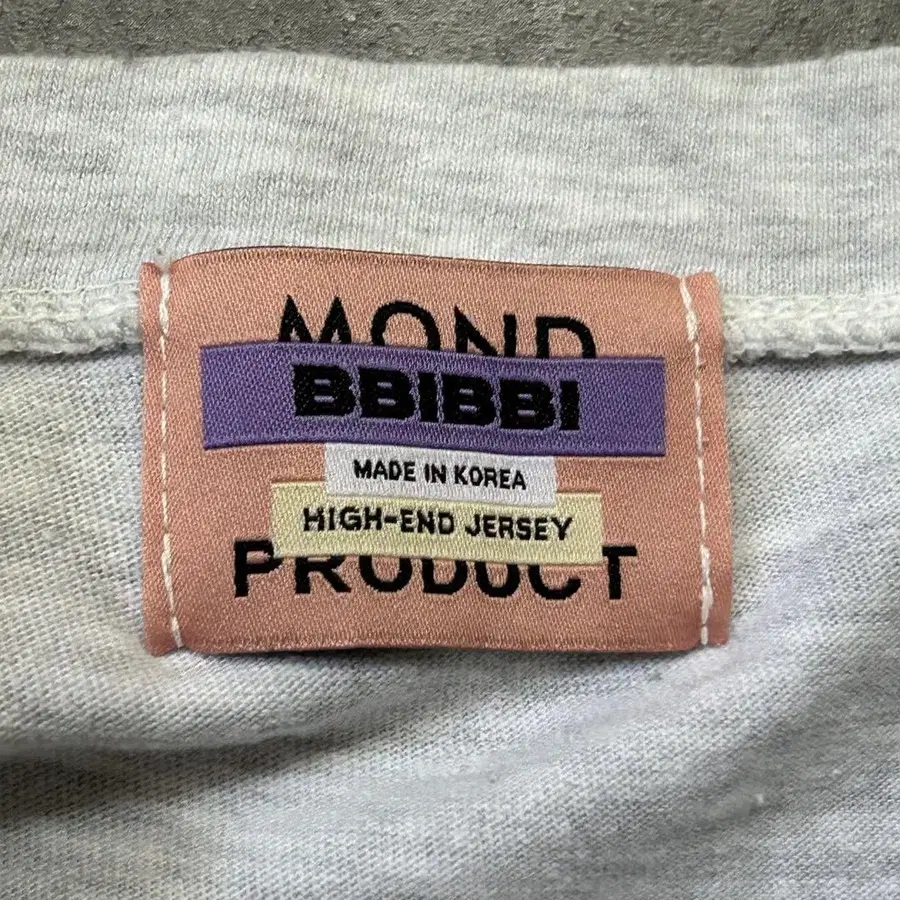 MOND
BBIBBI
MADE IN KOREA
HIGH-END JERSEY
PRODUCT